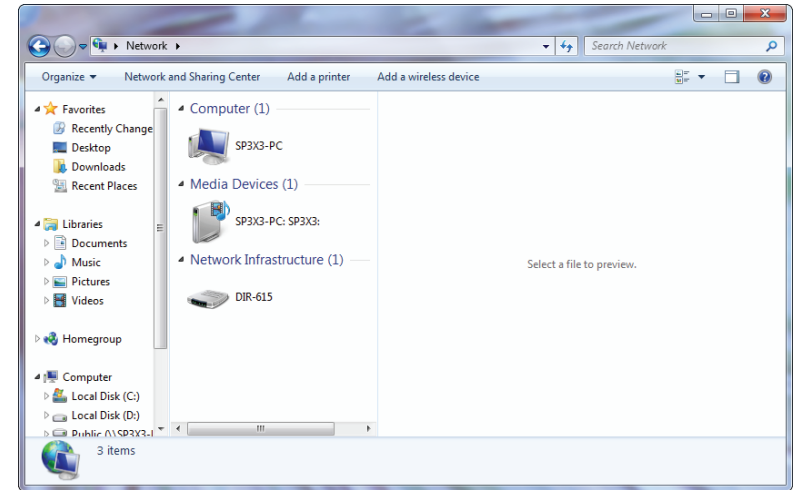 Network
Search Network
Organize Network and Sharing Center Add a printer Add a wireless device
Favorites
Recently Change
Desktop
Downloads
Recent Places
Libraries
Documents
Music
Pictures
Videos
Homegroup
Computer
Local Disk (C:)
Local Disk (D:)
Public (\\SP3X3-
Computer (1)
SP3X3-PC
Media Devices (1)
SP3X3-PC: SP3X3:
Network Infrastructure (1)
DIR-615
Select a file to preview.
3 items